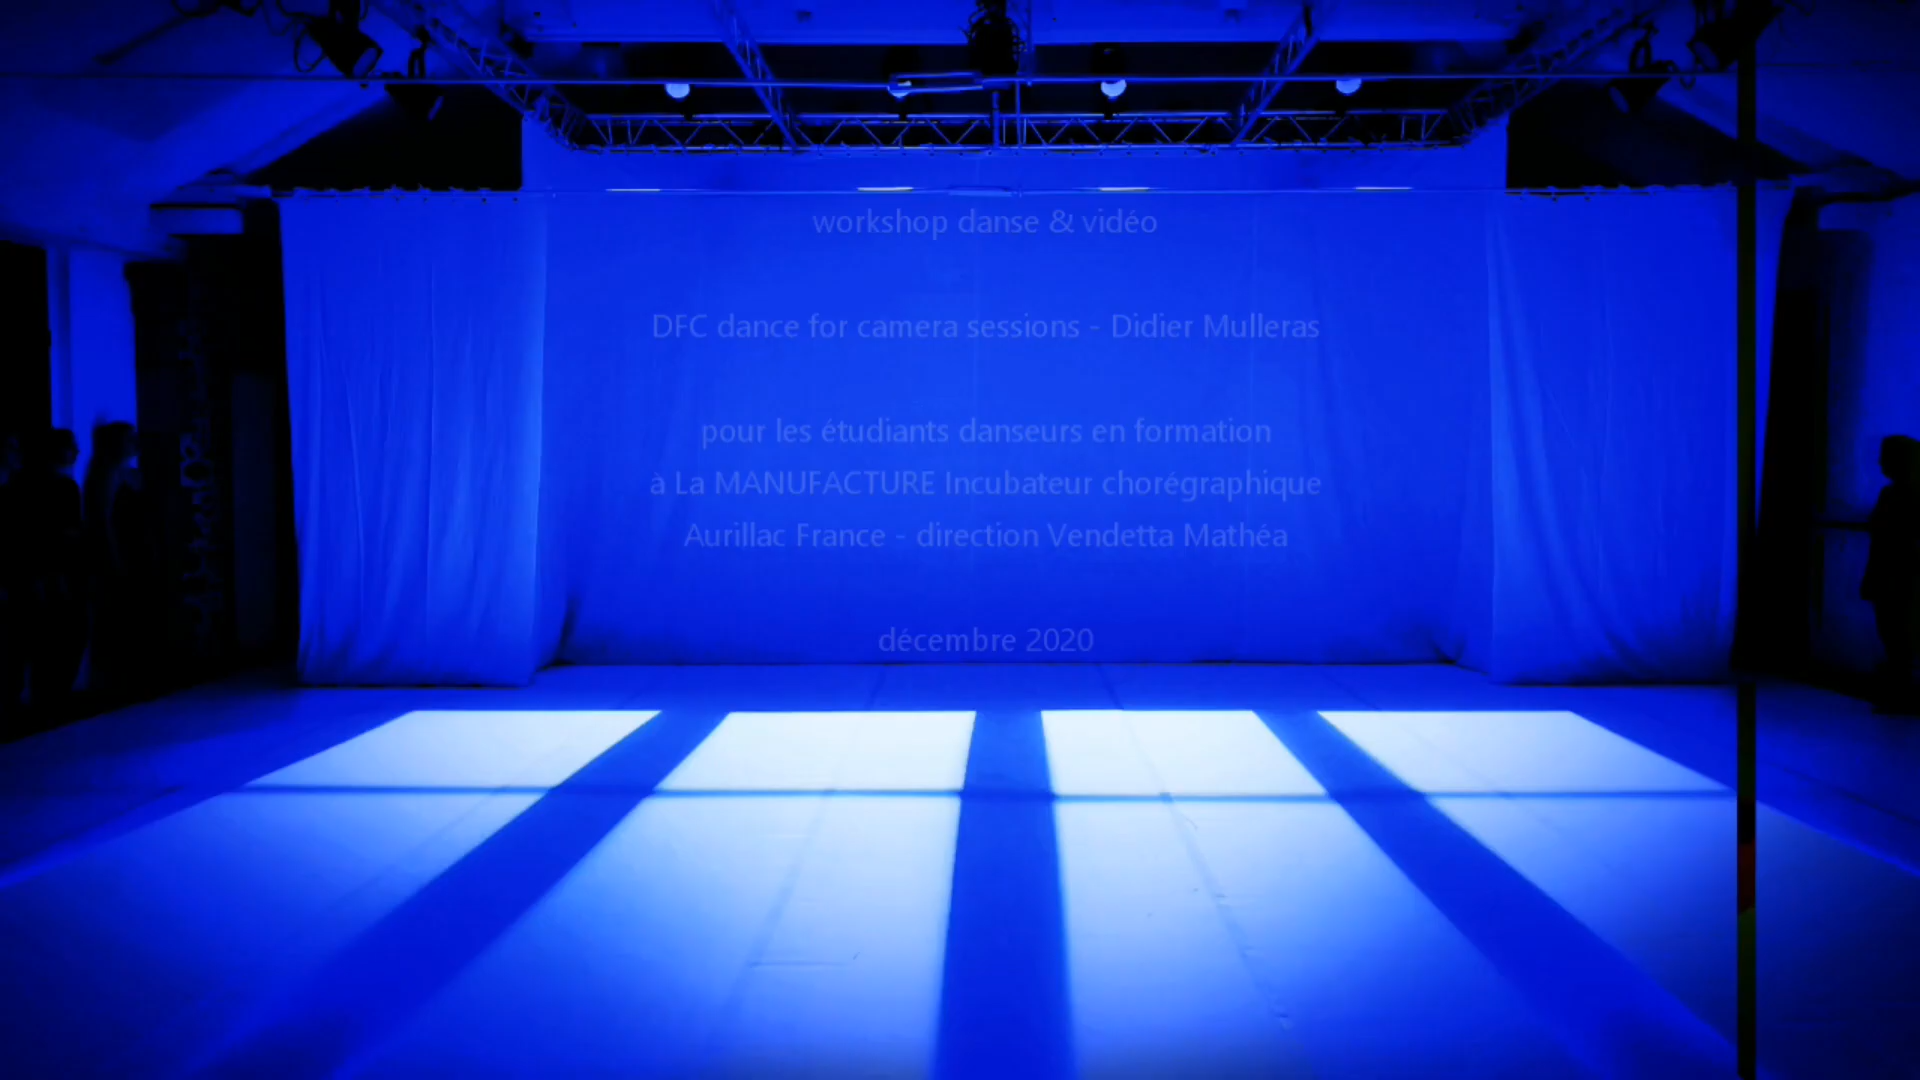 workshop danse & vidéo
DFC dance for camera sessions - Didier Mulleras
pour les étudiants danseurs en formation
à La MANUFACTURE Incubateur chorégraphique
Aurillac France - direction Vendetta Mathéa
décembre 2020